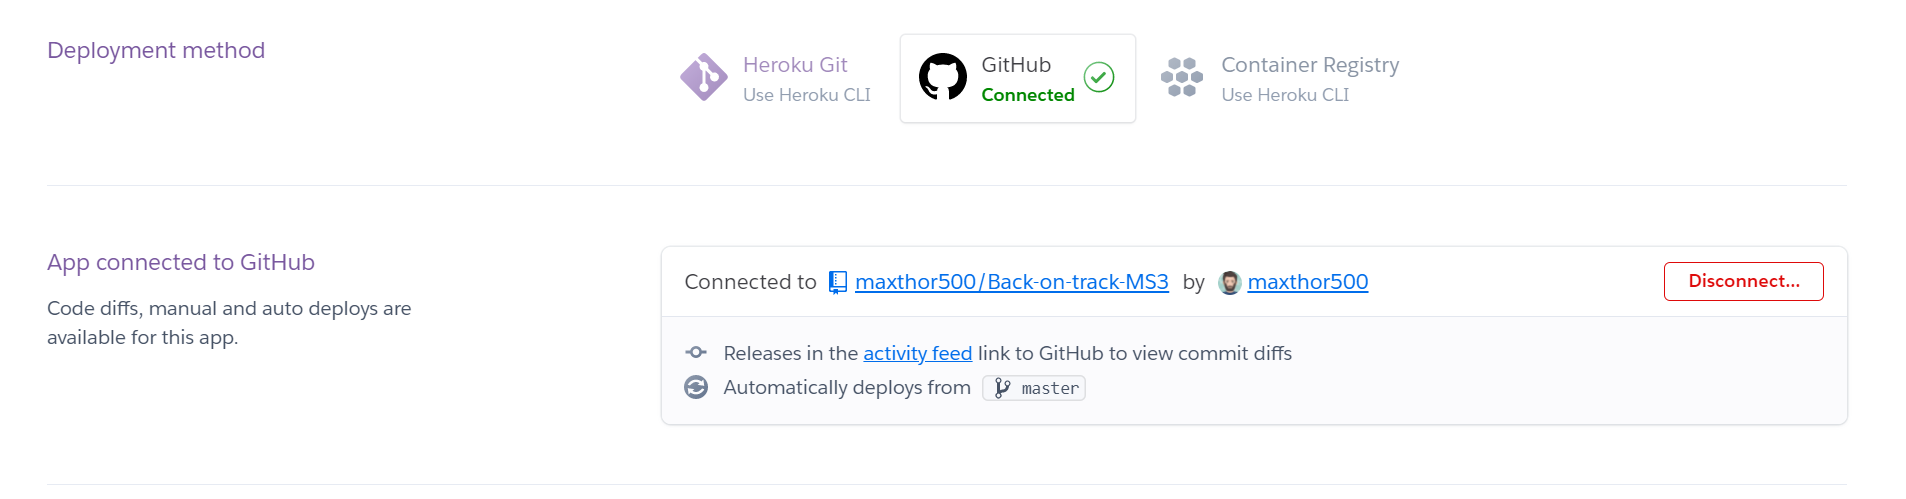 Deployment method
Heroku Git
Use Heroku CLI
GitHub
Connected
Container Registry
Use Heroku CLI
App connected to GitHub
Code diffs, manual and auto deploys are
available for this app.
Connected to maxthor500/Back-on-track-MS3 by maxthor500
Disconnect...
Releases in the activity feed link to GitHub to view commit diffs
Automatically deploys from master